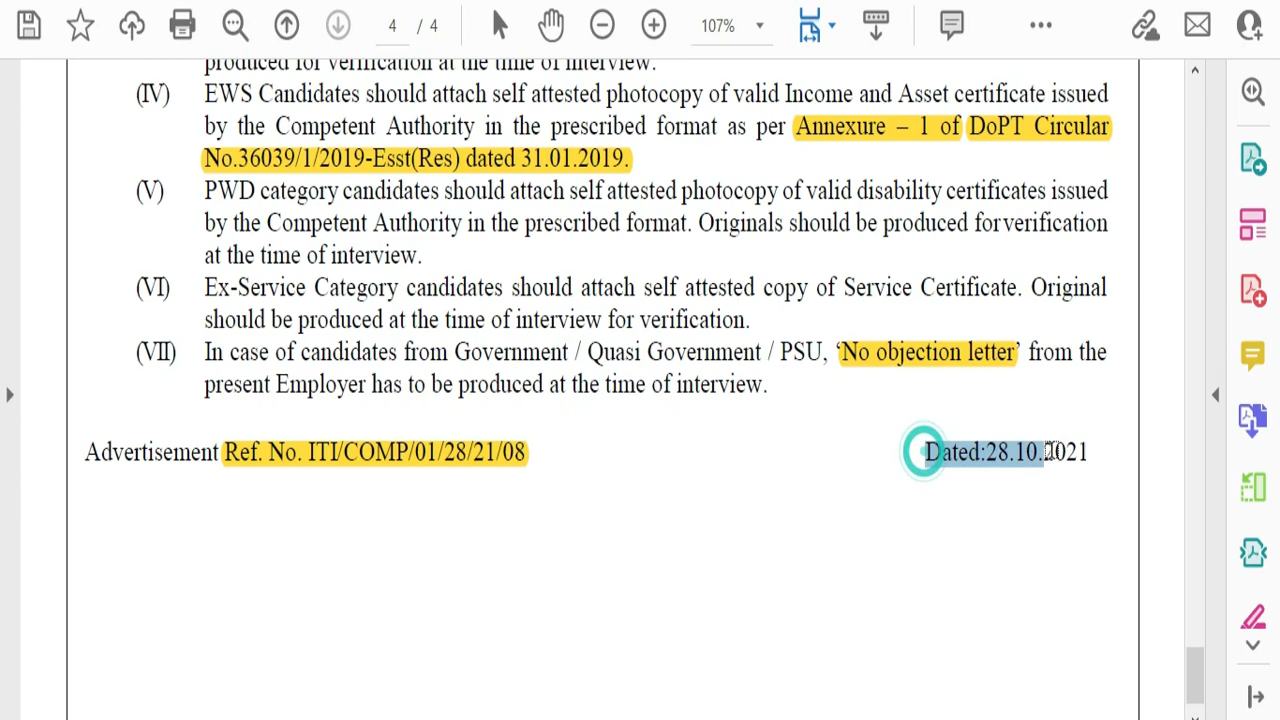 4 / 4
107%
produced for verification at the time of interview.
(IV) EWS Candidates should attach self attested photocopy of valid Income and Asset certificate issued
by the Competent Authority in the prescribed format as per Annexure – 1 of DoPT Circular
No.36039/1/2019-Esst(Res) dated 31.01.2019.
(V) PWD category candidates should attach self attested photocopy of valid disability certificates issued
by the Competent Authority in the prescribed format. Originals should be produced for verification
at the time of interview.
(VI) Ex-Service Category candidates should attach self attested copy of Service Certificate. Original
should be produced at the time of interview for verification.
(VII) In case of candidates from Government / Quasi Government / PSU, ‘No objection letter’ from the
present Employer has to be produced at the time of interview.
Advertisement Ref. No. ITI/COMP/01/28/21/08 Dated:28.10.2021